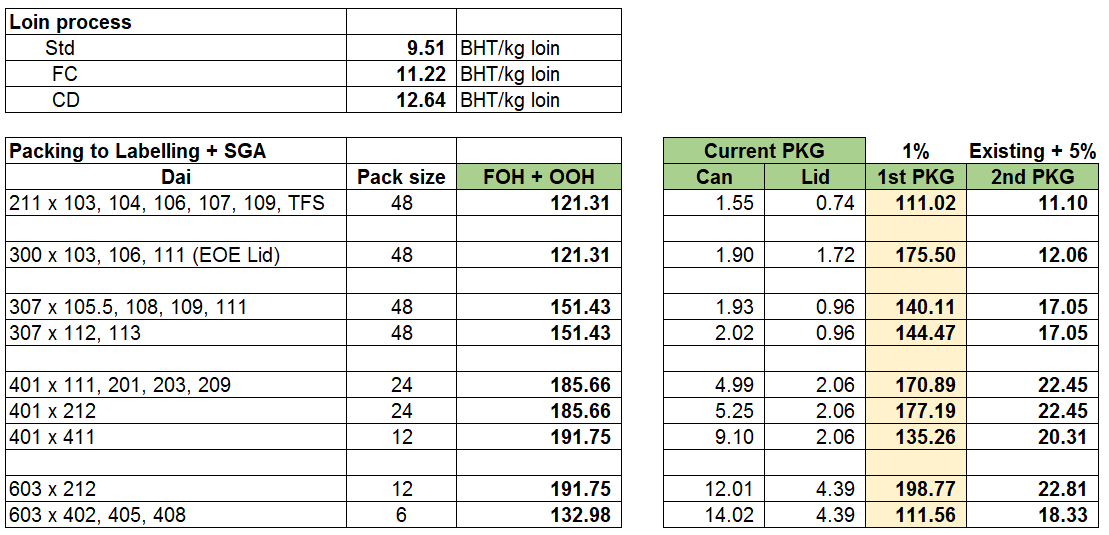 Loin process
Std 9.51 BHT/kg loin
FC 11.22 BHT/kg loin
CD 12.64 BHT/kg loin
Packing to Labelling + SGA Current PKG 1% Existing + 5%
Dai Pack size FOH + OOH Can Lid 1st PKG 2nd PKG
211 x 103, 104, 106, 107, 109, TFS 48 121.31 1.55 0.74 111.02 11.10
300 x 103, 106, 111 (EOE Lid) 48 121.31 1.90 1.72 175.50 12.06
307 x 105.5, 108, 109, 111 48 151.43 1.93 0.96 140.11 17.05
307 x 112, 113 48 151.43 2.02 0.96 144.47 17.05
401 x 111, 201, 203, 209 24 185.66 4.99 2.06 170.89 22.45
401 x 212 24 185.66 5.25 2.06 177.19 22.45
401 x 411 12 191.75 9.10 2.06 135.26 20.31
603 x 212 12 191.75 12.01 4.39 198.77 22.81
603 x 402, 405, 408 6 132.98 14.02 4.39 111.56 18.33